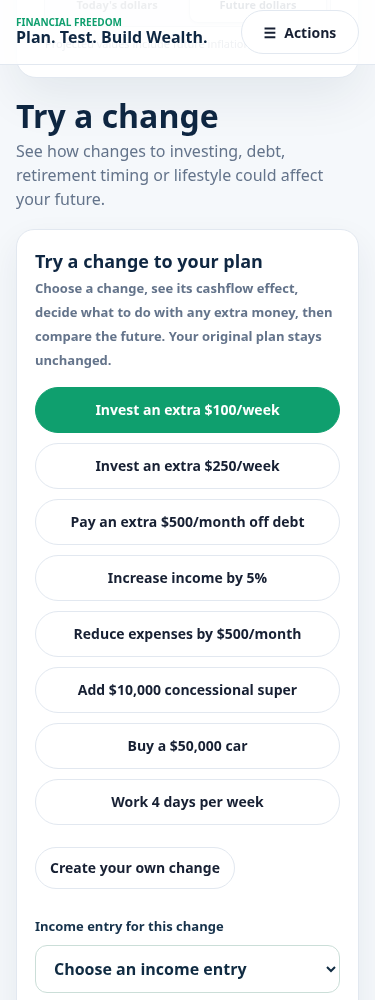 Today's dollars Future dollars
FINANCIAL FREEDOM
Plan. Test. Build Wealth.
☰ Actions
Try a change
See how changes to investing, debt,
retirement timing or lifestyle could affect
your future.
Try a change to your plan
Choose a change, see its cashflow effect,
decide what to do with any extra money, then
compare the future. Your original plan stays
unchanged.
Invest an extra $100/week
Invest an extra $250/week
Pay an extra $500/month off debt
Increase income by 5%
Reduce expenses by $500/month
Add $10,000 concessional super
Buy a $50,000 car
Work 4 days per week
Create your own change
Income entry for this change
Choose an income entry